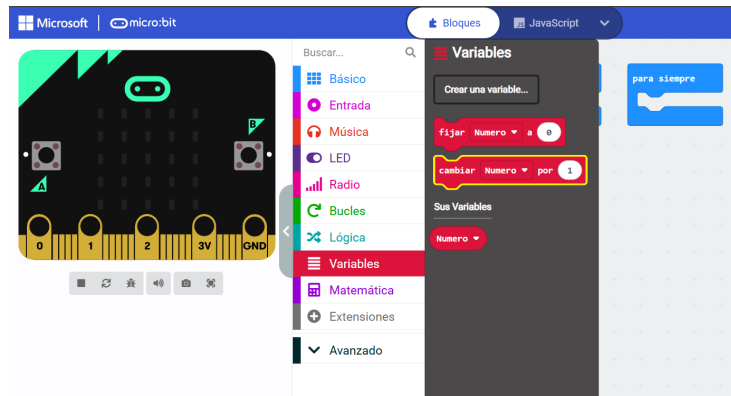 Microsoft micro:bit Bloques JavaScript
Buscar... Variables
Básico
Entrada
Música
LED
Radio
Bucles
Lógica
Variables
Matemática
Extensiones
Avanzado
Crear una variable...
fijar Numero a 0
cambiar Numero por 1
Sus Variables
Numero
para siempre
A
B
0 1 2 3V GND